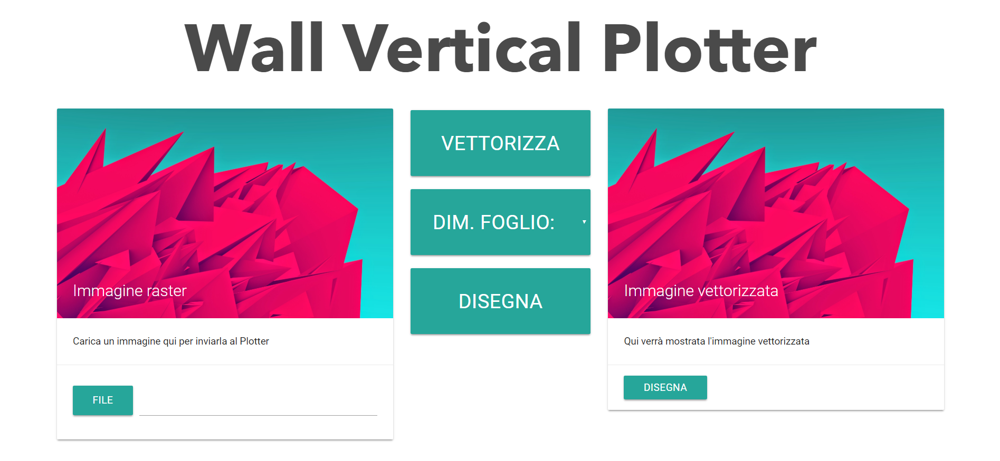 Wall Vertical Plotter
Immagine raster
Carica un immagine qui per inviarla al Plotter
FILE
VETTORIZZA
DIM. FOGLIO:
DISEGNA
Immagine vettorizzata
Qui verrà mostrata l'immagine vettorizzata
DISEGNA